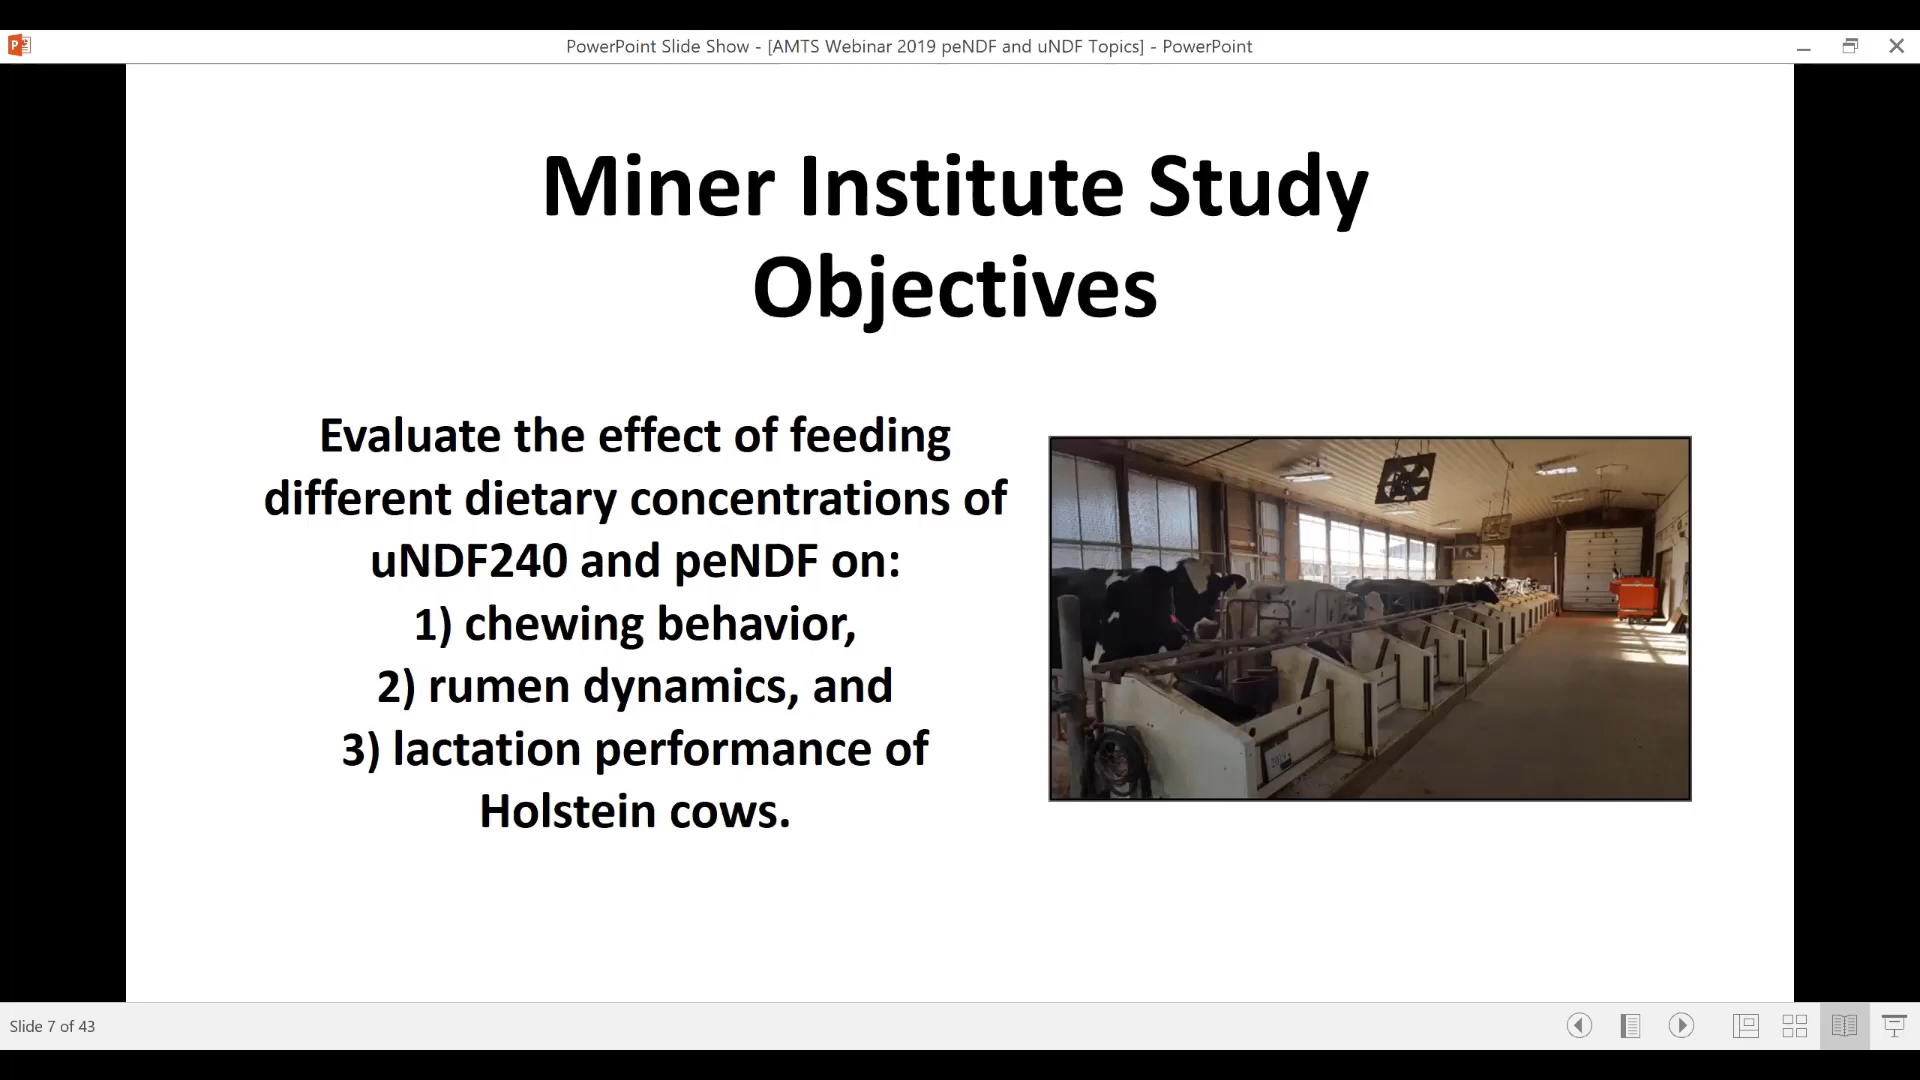 PowerPoint Slide Show - [AMTS Webinar 2019 peNDF and uNDF Topics] - PowerPoint
Miner Institute Study
Objectives
Evaluate the effect of feeding
different dietary concentrations of
uNDF240 and peNDF on:
1) chewing behavior,
2) rumen dynamics, and
3) lactation performance of
Holstein cows.
Slide 7 of 43